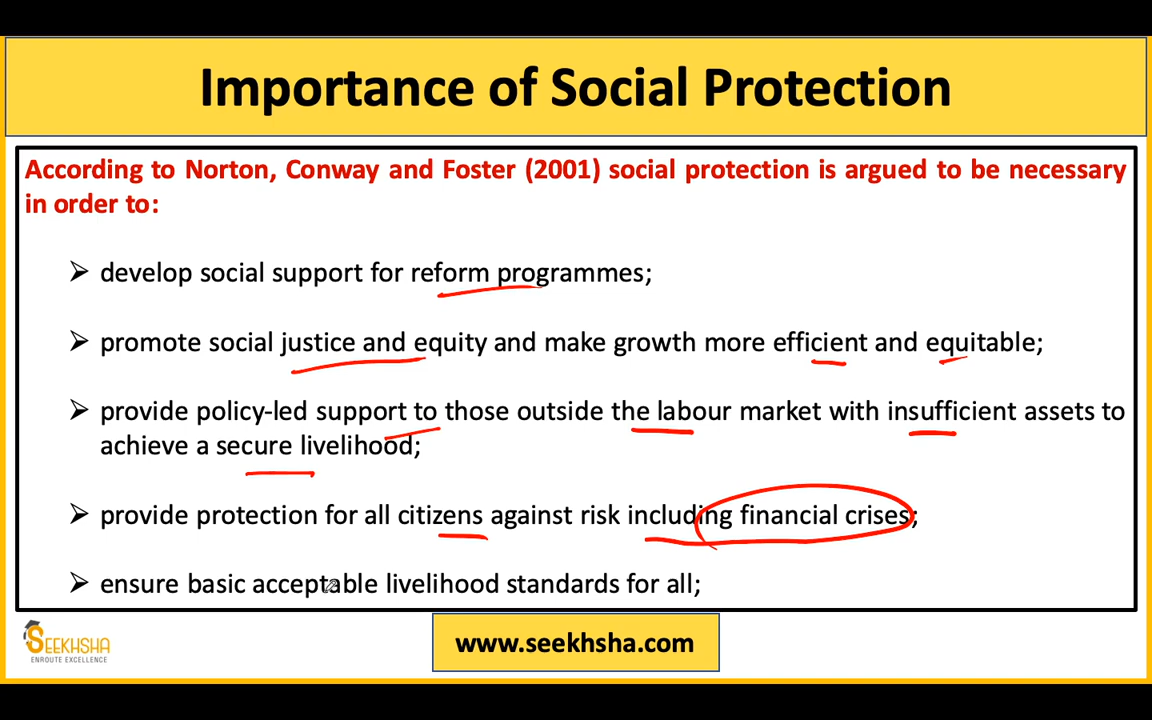 Importance of Social Protection
According to Norton, Conway and Foster (2001) social protection is argued to be necessary
in order to:
➢ develop social support for reform programmes;
➢ promote social justice and equity and make growth more efficient and equitable;
➢ provide policy-led support to those outside the labour market with insufficient assets to
achieve a secure livelihood;
➢ provide protection for all citizens against risk including financial crises;
➢ ensure basic acceptable livelihood standards for all;
SEEKHSHA
ENROUTE EXCELLENCE
www.seekhsha.com